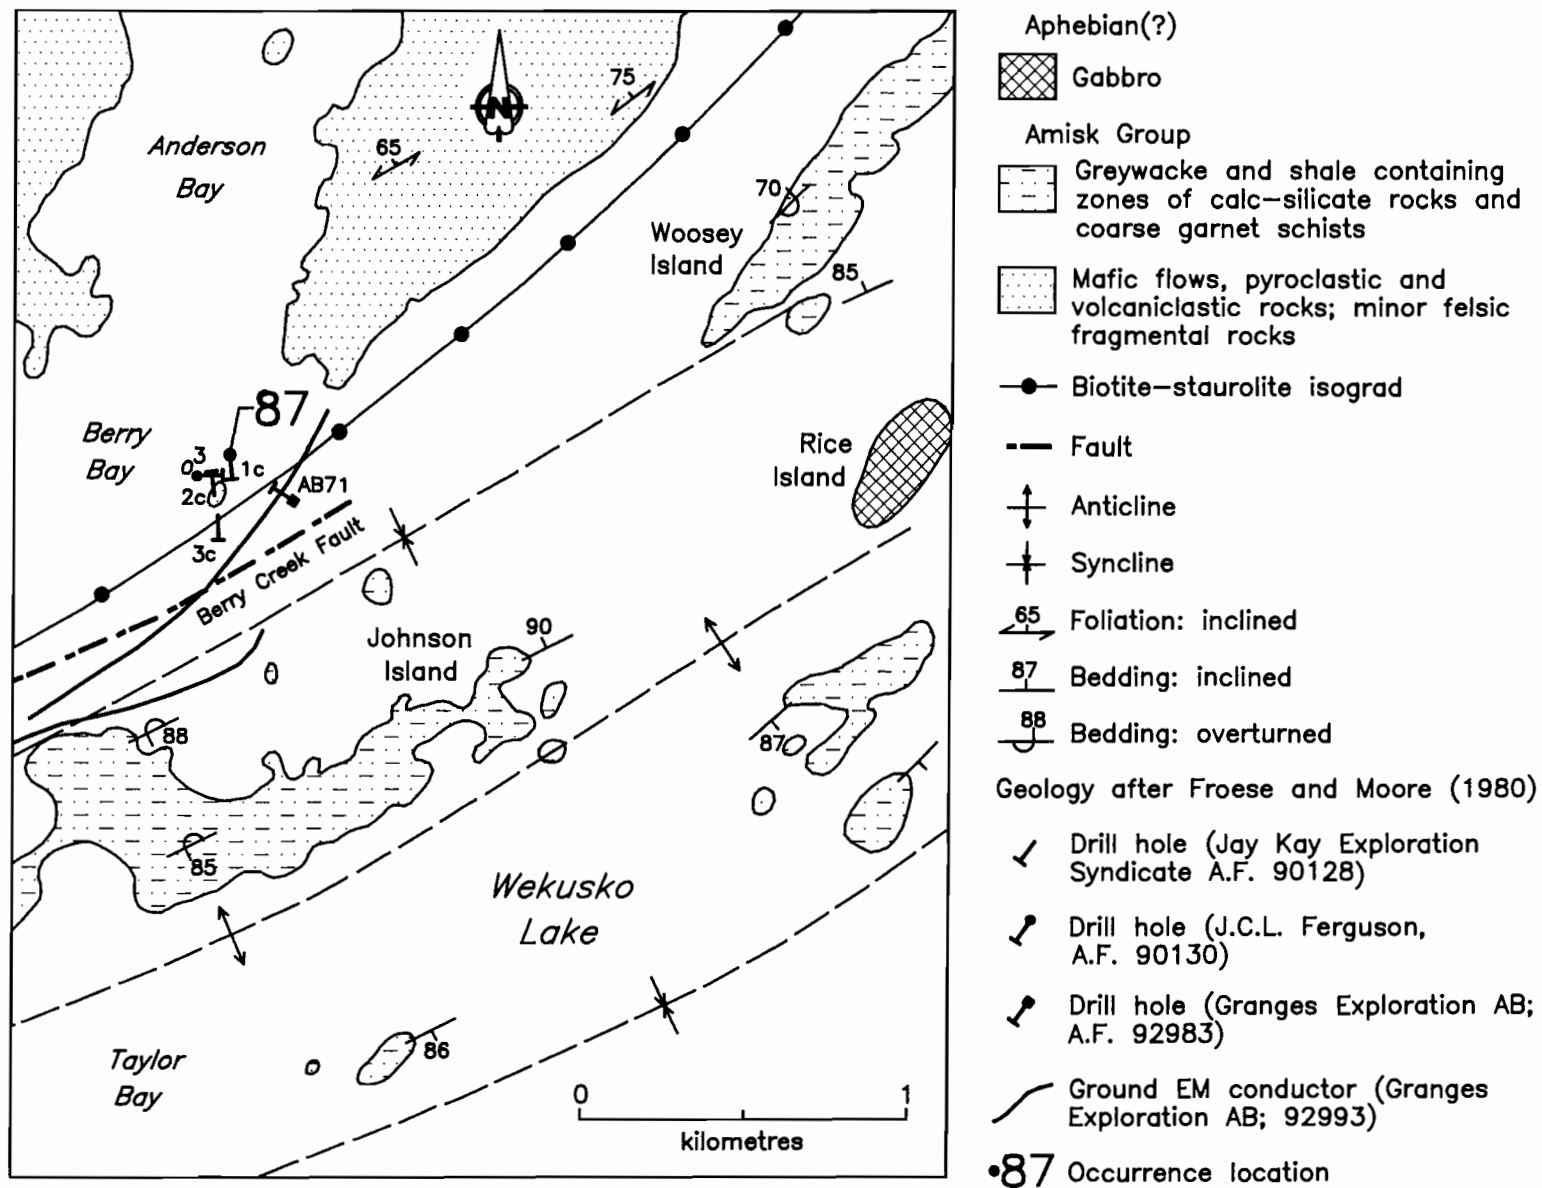 Anderson
Bay
65
N
75
70
Woosey
Island
85
87
Berry
Bay
3
1c
2c
AB71
3c
Berry Creek Fault
Rice
Island
Johnson
Island
90
88
85
87
Wekusko
Lake
86
Taylor
Bay
0 1
kilometres
Aphebian(?)
Gabbro
Amisk Group
Greywacke and shale containing
zones of calc-silicate rocks and
coarse garnet schists
Mafic flows, pyroclastic and
volcaniclastic rocks; minor felsic
fragmental rocks
Biotite-staurolite isograd
Fault
Anticline
Syncline
65 Foliation: inclined
87 Bedding: inclined
88 Bedding: overturned
Geology after Froese and Moore (1980)
Drill hole (Jay Kay Exploration
Syndicate A.F. 90128)
Drill hole (J.C.L. Ferguson,
A.F. 90130)
Drill hole (Granges Exploration AB;
A.F. 92983)
Ground EM conductor (Granges
Exploration AB; 92993)
•87 Occurrence location